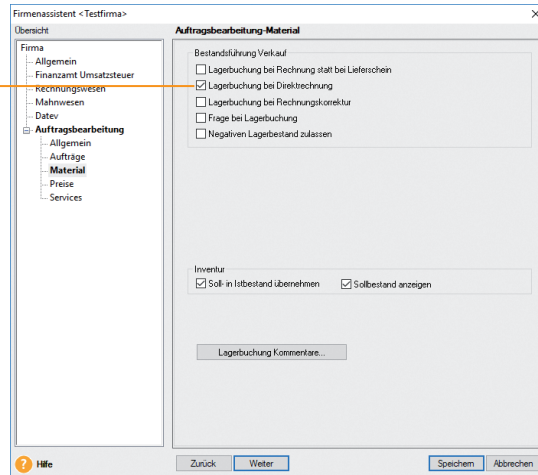 Firmenassistent <Testfirma>
Übersicht
Firma
Allgemein
Finanzamt Umsatzsteuer
Rechnungswesen
Mahnwesen
Datev
Auftragsbearbeitung
Allgemein
Aufträge
Material
Preise
Services
Auftragsbearbeitung-Material
Bestandsführung Verkauf
Lagerbuchung bei Rechnung statt bei Lieferschein
Lagerbuchung bei Direktrechnung
Lagerbuchung bei Rechnungskorrektur
Frage bei Lagerbuchung
Negativen Lagerbestand zulassen
Inventur
Soll- in Istbestand übernehmen Sollbestand anzeigen
Lagerbuchung Kommentare...
? Hilfe Zurück Weiter Speichern Abbrechen